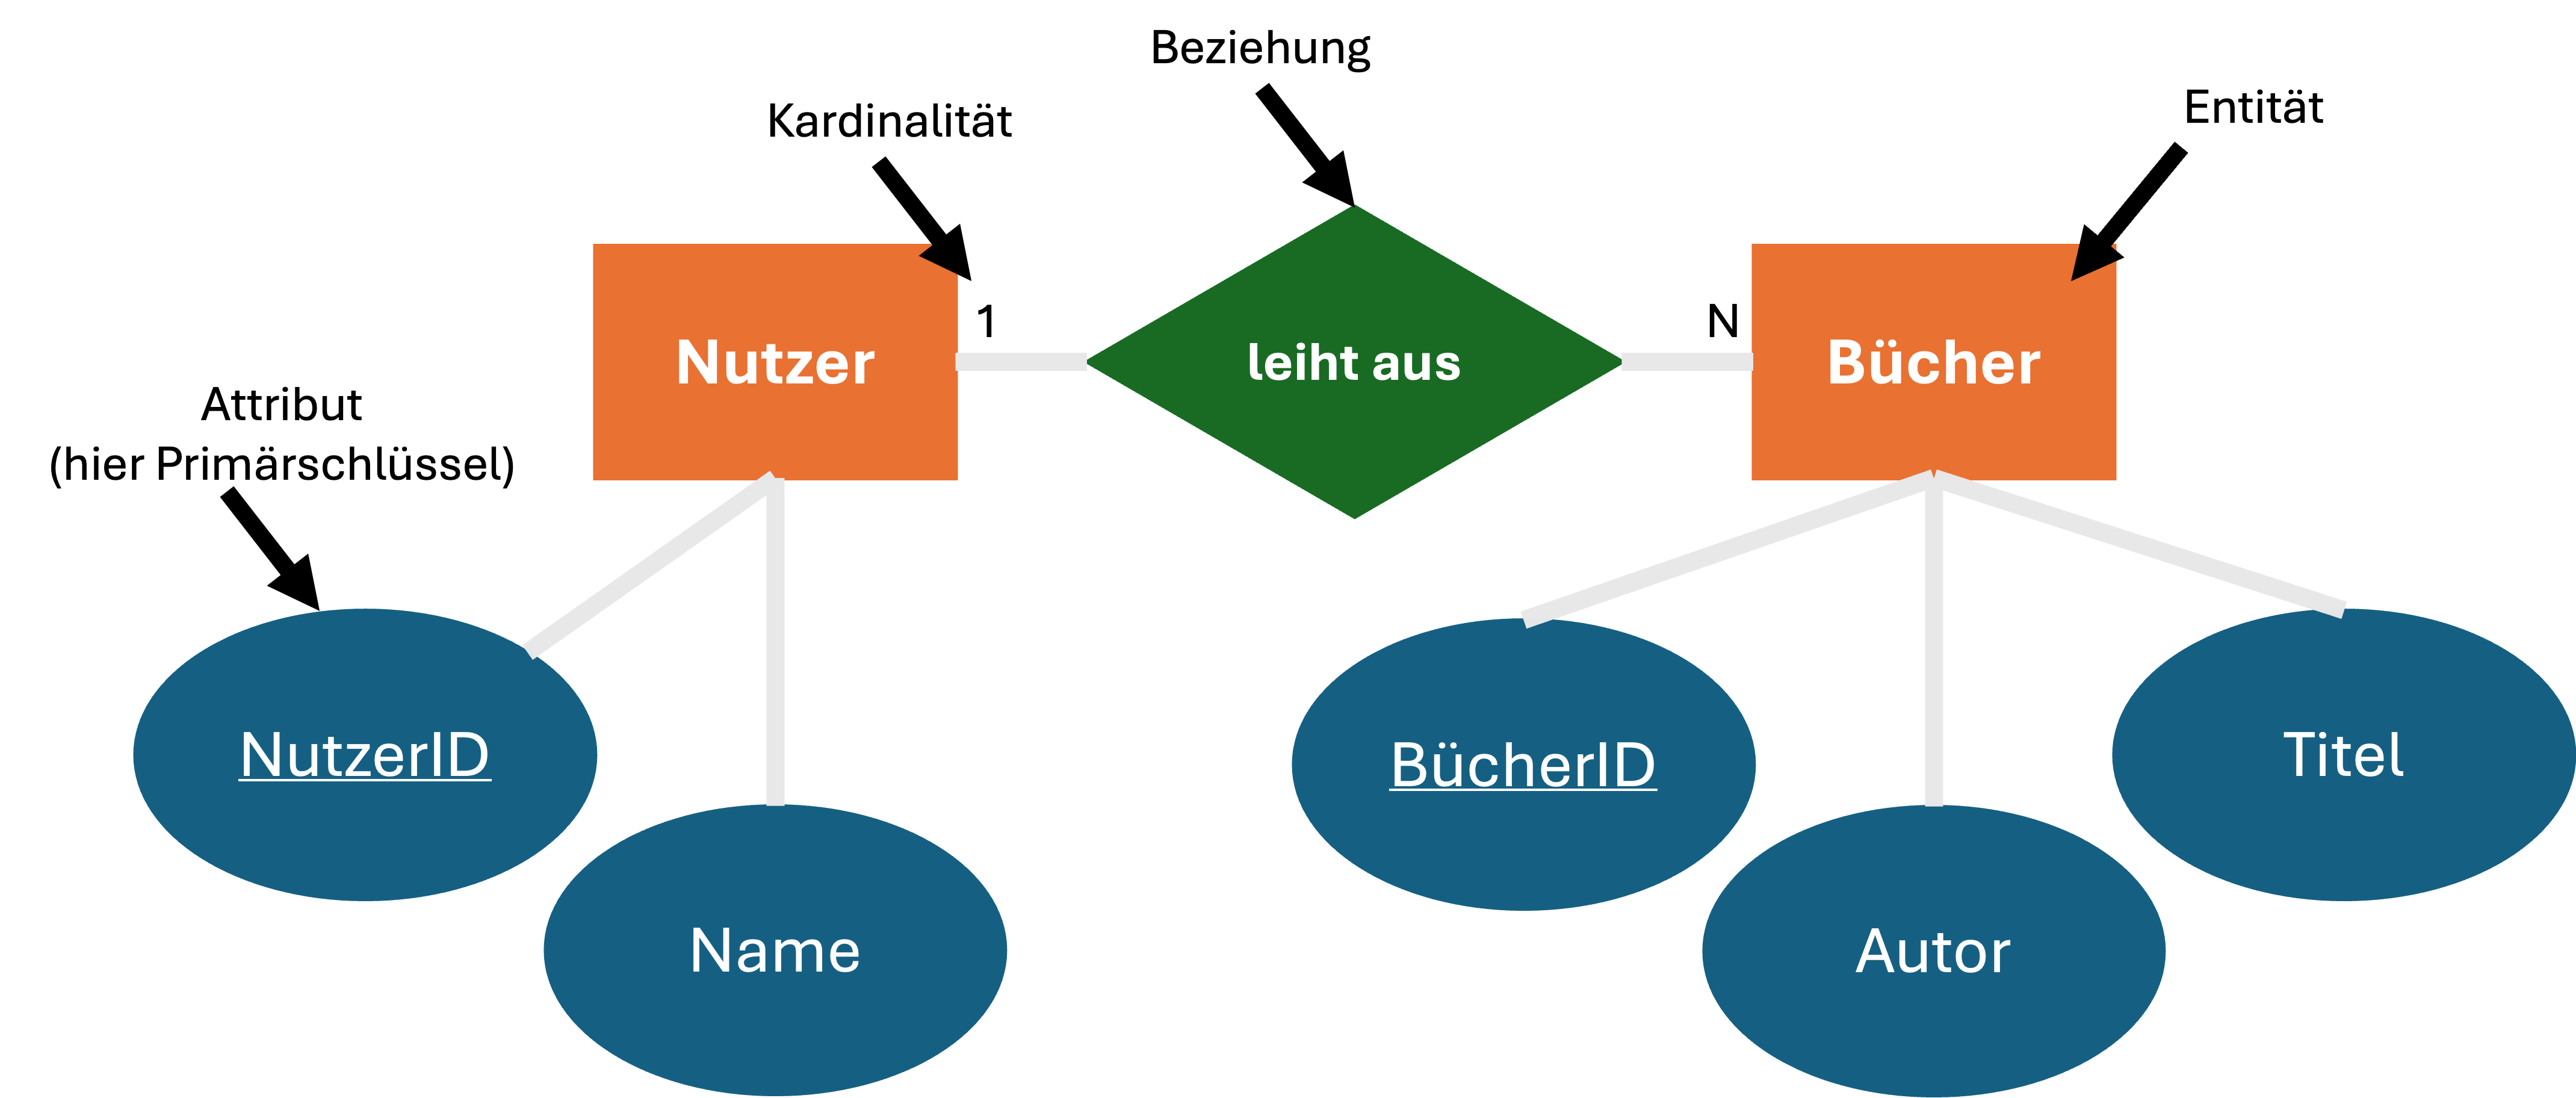 Beziehung
Kardinalität
Entität
1
N
Nutzer
leiht aus
Bücher
Attribut
(hier Primärschlüssel)
NutzerID
BücherID
Titel
Name
Autor